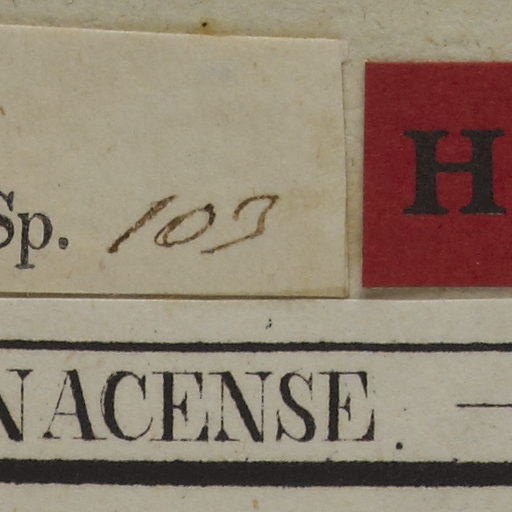 Sp. 103
H
NACENSE. —